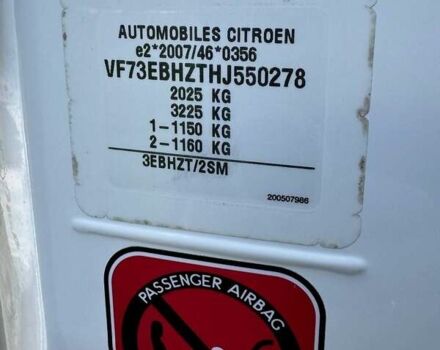 AUTOMOBILES CITROEN
e2*2007/46*0356
VF73EBHZTHJ550278
2025 KG
3225 KG
1-1150 KG
2-1160 KG
3EBHZT/2SM
200507986
PASSENGER AIRBAG